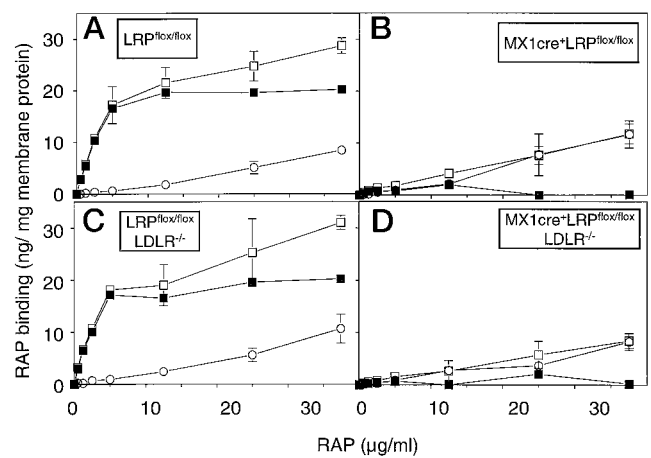 A
LRPflox/flox
B
MX1cre+LRPflox/flox
30
20
10
0
C
LRPflox/flox
LDLR-/-
D
MX1cre+LRPflox/flox
LDLR-/-
30
20
10
0
0 10 20 30 0 10 20 30
RAP binding (ng/ mg membrane protein)
RAP (µg/ml)